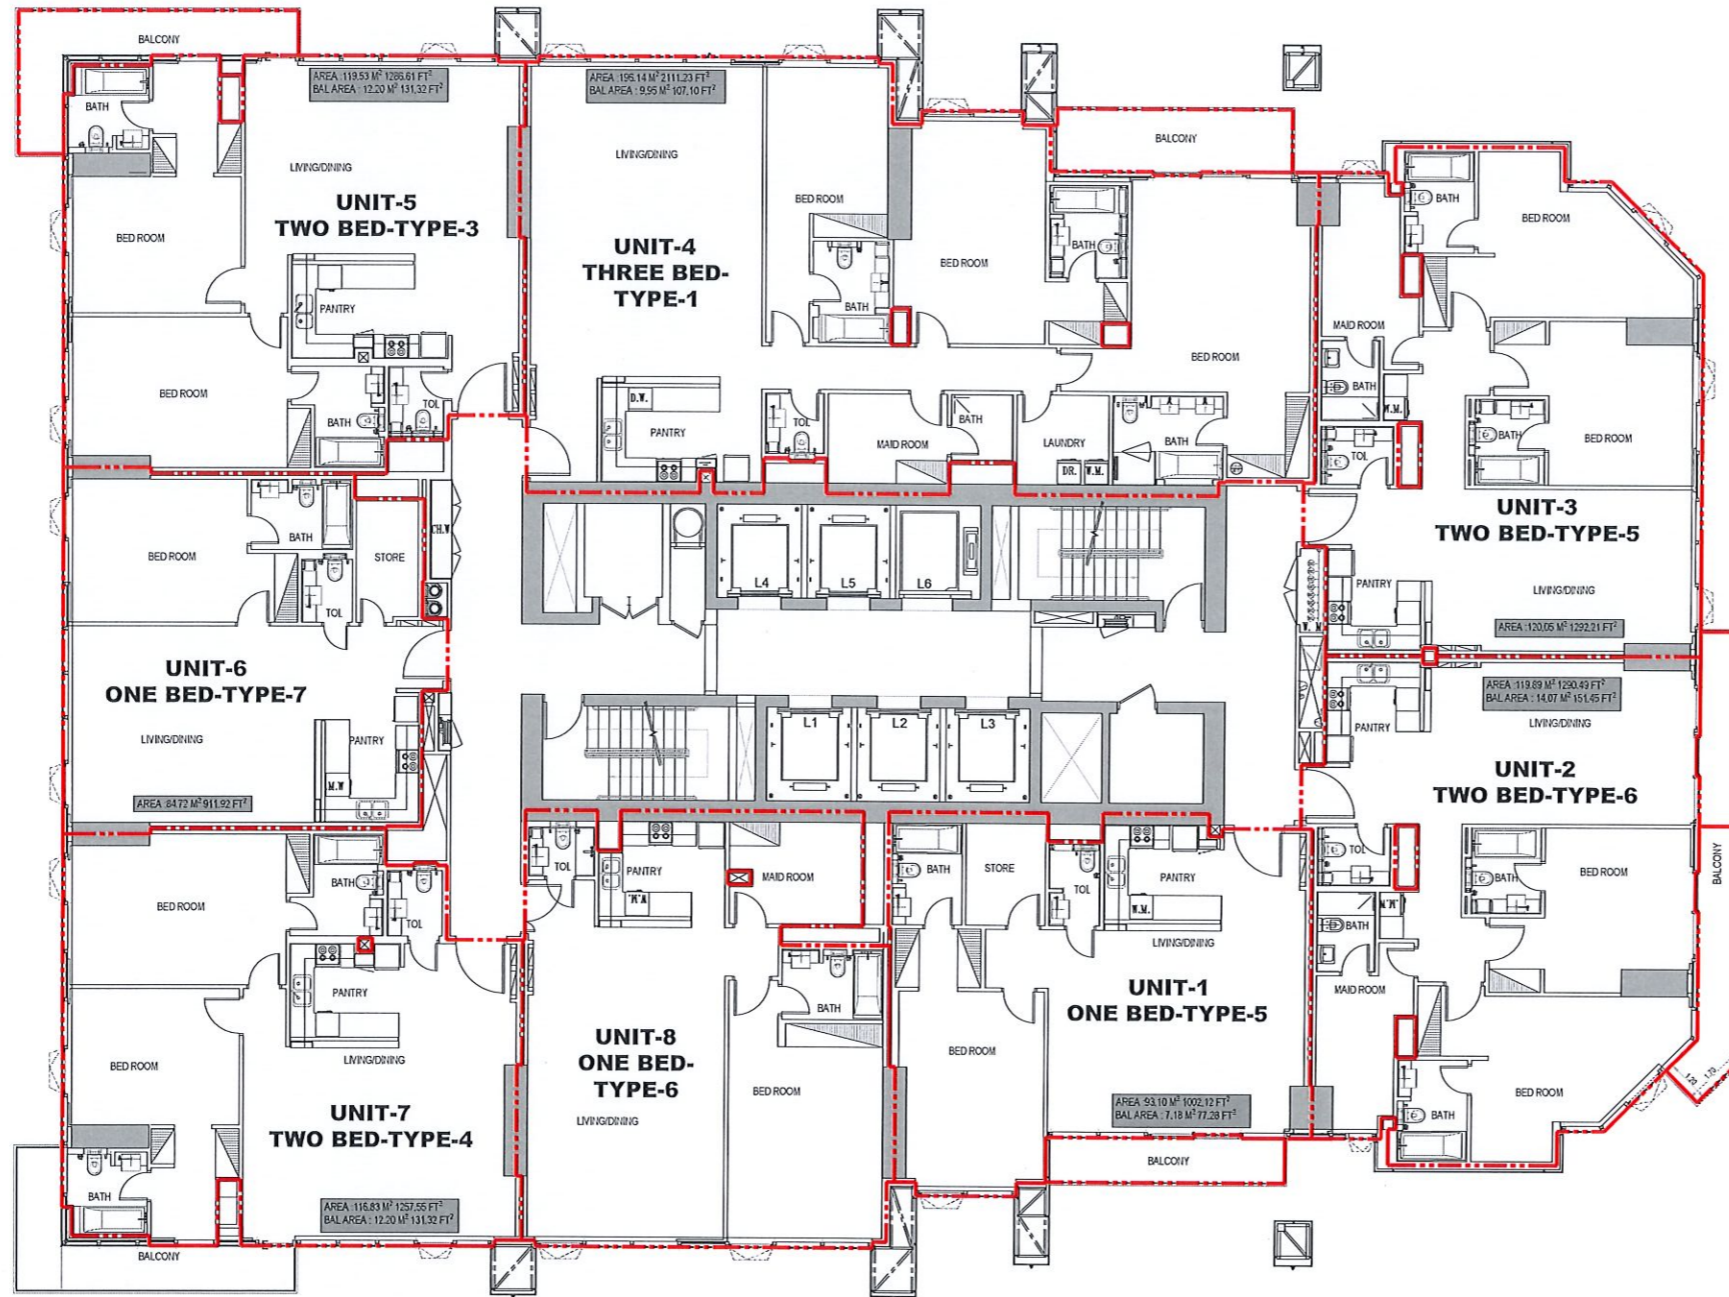 BALCONY
AREA :119.53 M² 1286.61 FT²
BAL AREA : 12.20 M² 131,32 FT²
BATH
LIVING/DINING
UNIT-5
TWO BED-TYPE-3
BED ROOM
PANTRY
BED ROOM
BATH
TOL
AREA :196.14 M² 2111.23 FT²
BAL AREA : 9,95 M² 107,10 FT²
LIVING/DINING
UNIT-4
THREE BED-
TYPE-1
BED ROOM
BATH
BED ROOM
BATH
BALCONY
BED ROOM
D.W.
PANTRY
TOL
MAID ROOM
BATH
LAUNDRY
DR.
W.M.
BATH
BATH
BED ROOM
MAID ROOM
BATH
W.M.
TOL
BATH
BED ROOM
UNIT-3
TWO BED-TYPE-5
PANTRY
LIVING/DINING
AREA :120,05 M² 1292,21 FT²
W.M
BED ROOM
BATH
STORE
TOL
CH.W
UNIT-6
ONE BED-TYPE-7
LIVING/DINING
PANTRY
AREA :84.72 M² 911,92 FT²
L4
L5
L6
L1
L2
L3
AREA :119.89 M² 1290,49 FT²
BAL AREA : 14,07 M² 151,45 FT²
LIVING/DINING
PANTRY
UNIT-2
TWO BED-TYPE-6
TOL
BATH
BED ROOM
BALCONY
BATH
MAID ROOM
BED ROOM
BATH
1.20
1.70
BED ROOM
BATH
TOL
PANTRY
BED ROOM
LIVING/DINING
UNIT-7
TWO BED-TYPE-4
BATH
AREA :116.83 M² 1257,55 FT²
BAL AREA : 12.20 M² 131,32 FT²
BALCONY
TOL
PANTRY
MAID ROOM
BATH
UNIT-8
ONE BED-
TYPE-6
BED ROOM
LIVING/DINING
BATH
STORE
TOL
PANTRY
W.M.
LIVING/DINING
UNIT-1
ONE BED-TYPE-5
BED ROOM
AREA :93,10 M² 1002,12 FT²
BAL AREA : 7,18 M² 77,28 FT²
BALCONY